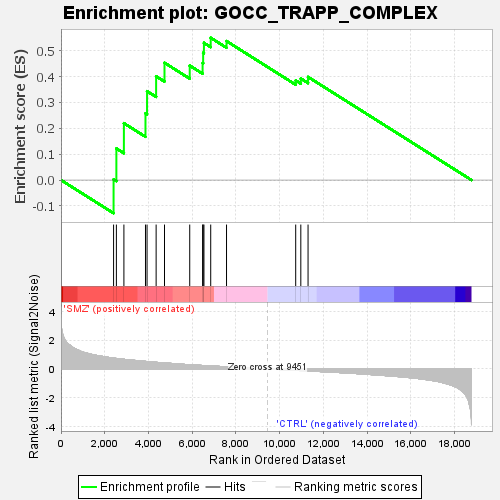 Enrichment plot: GOCC_TRAPP_COMPLEX
Enrichment score (ES)
0.5
0.4
0.3
0.2
0.1
0.0
-0.1
'SMZ' (positively correlated)
Ranked list metric (Signal2Noise)
4
2
0
-2
-4
Zero cross at 9451
'CTRL' (negatively correlated)
0 2,000 4,000 6,000 8,000 10,000 12,000 14,000 16,000 18,000
Rank in Ordered Dataset
Enrichment profile Hits Ranking metric scores